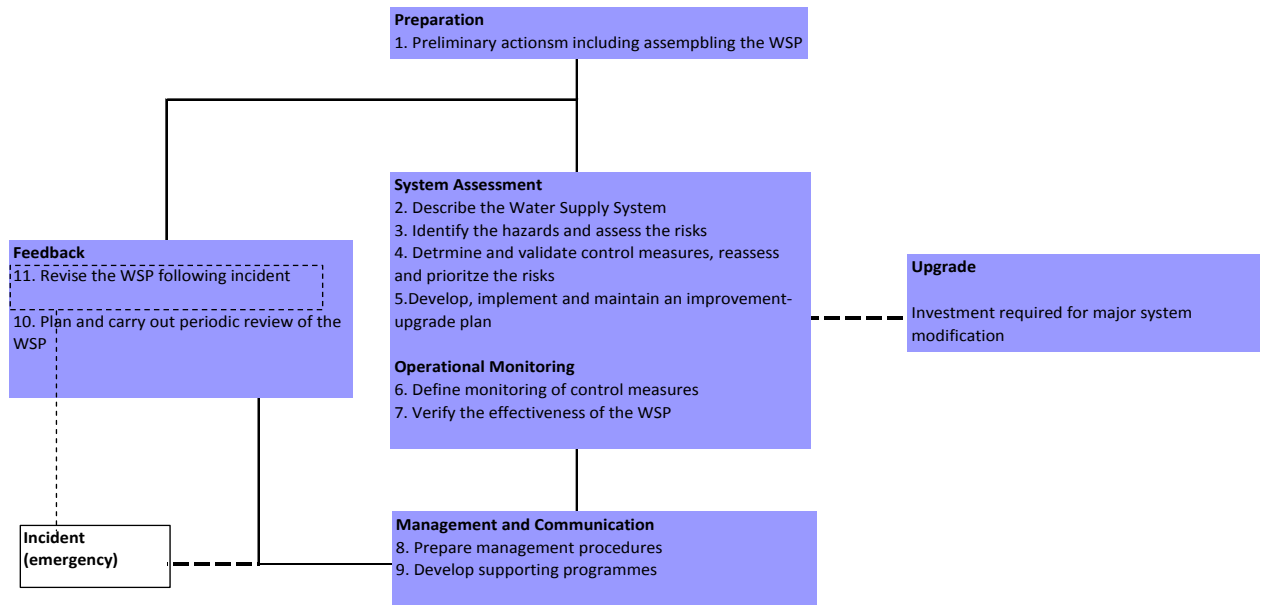 Preparation
1. Preliminary actionsm including assempbling the WSP
System Assessment
2. Describe the Water Supply System
3. Identify the hazards and assess the risks
4. Detrmine and validate control measures, reassess
and prioritze the risks
5.Develop, implement and maintain an improvement-
upgrade plan
Operational Monitoring
6. Define monitoring of control measures
7. Verify the effectiveness of the WSP
Feedback
11. Revise the WSP following incident
10. Plan and carry out periodic review of the
WSP
Upgrade
Investment required for major system
modification
Incident
(emergency)
Management and Communication
8. Prepare management procedures
9. Develop supporting programmes